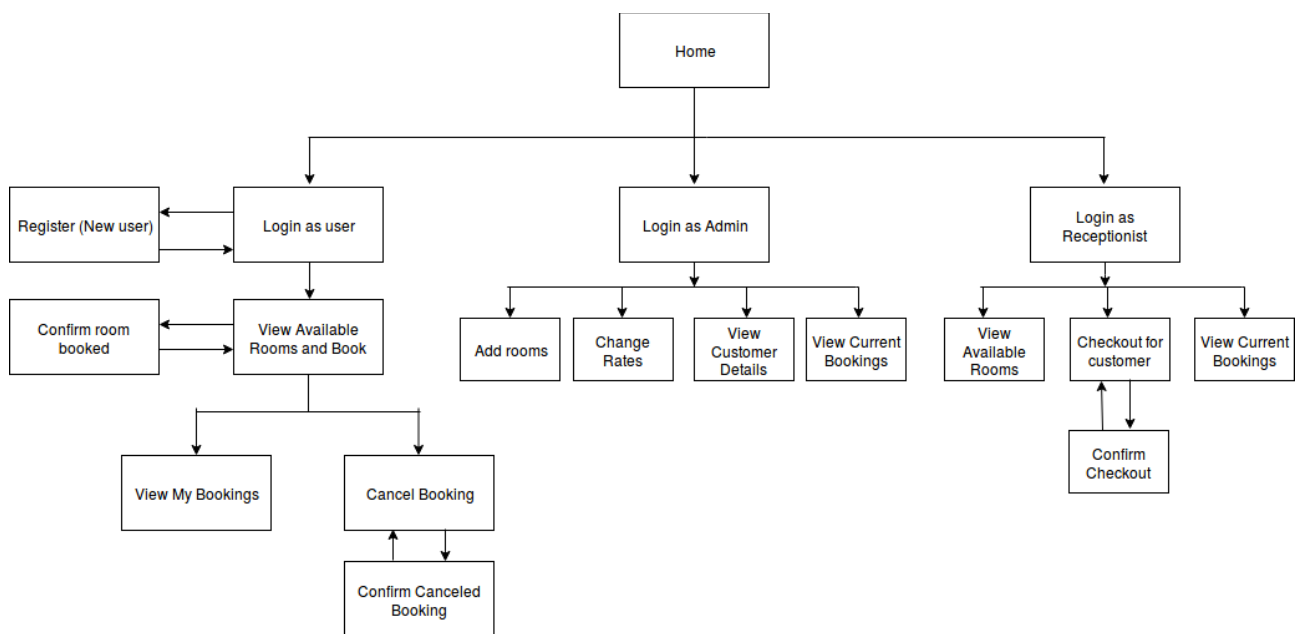 Home
Register (New user)
Login as user
Login as Admin
Login as
Receptionist
Confirm room
booked
View Available
Rooms and Book
Add rooms
Change
Rates
View
Customer
Details
View Current
Bookings
View
Available
Rooms
Checkout for
customer
View Current
Bookings
View My Bookings
Cancel Booking
Confirm
Checkout
Confirm Canceled
Booking